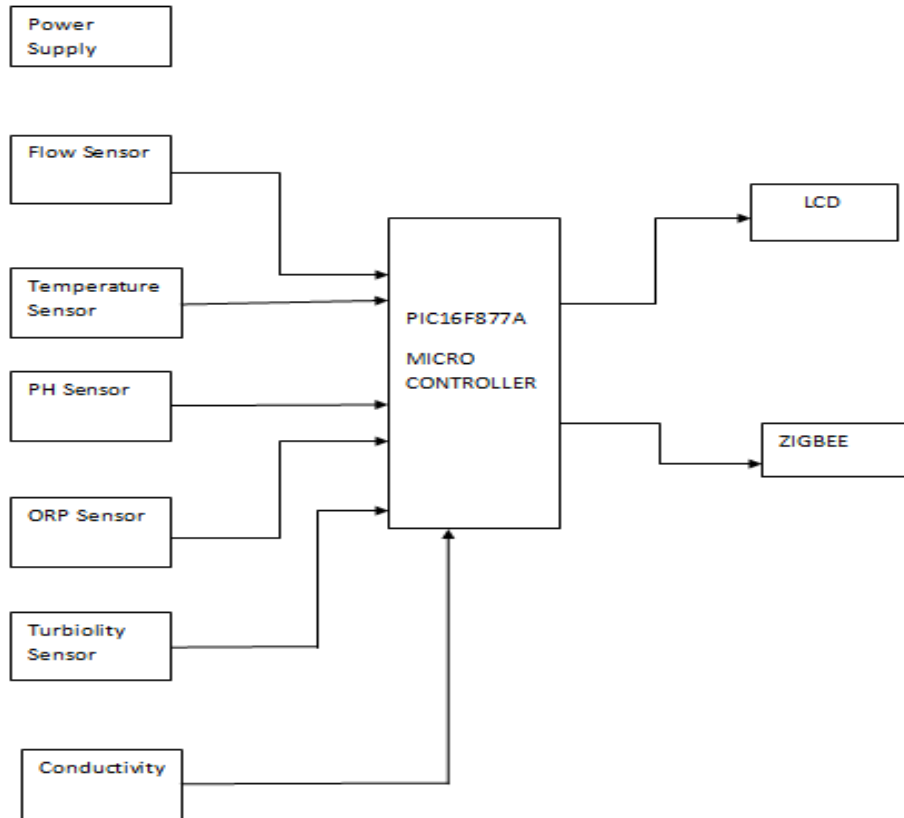 Power
Supply
Flow Sensor
Temperature
Sensor
PH Sensor
ORP Sensor
Turbiolity
Sensor
Conductivity
PIC16F877A
MICRO
CONTROLLER
LCD
ZIGBEE